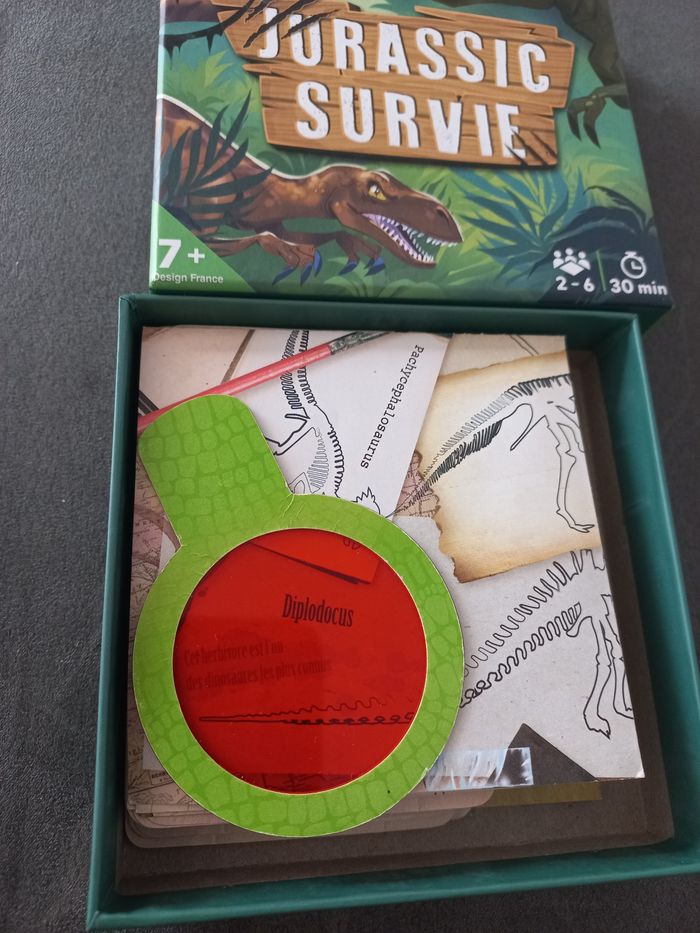 JURASSIC
SURVIE
7+
Design France
2-6
30 min
Pachycephalosaurus
Diplodocus
Cet herbivore est l'un
des dinosaures les plus connus